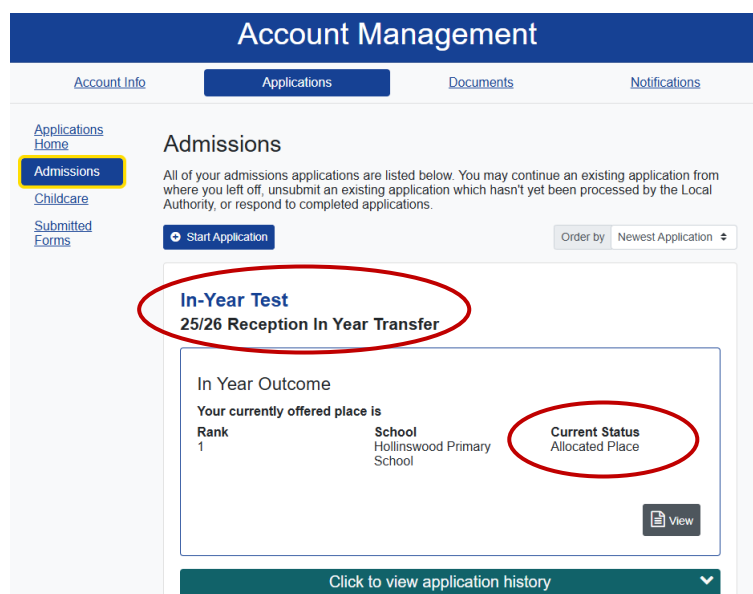 Account Management
Account Info
Applications
Documents
Notifications
Applications
Home
Admissions
Childcare
Submitted
Forms
Admissions
All of your admissions applications are listed below. You may continue an existing application from
where you left off, unsubmit an existing application which hasn't yet been processed by the Local
Authority, or respond to completed applications.
Start Application
Order by Newest Application
In-Year Test
25/26 Reception In Year Transfer
In Year Outcome
Your currently offered place is
Rank
1
School
Hollinswood Primary
School
Current Status
Allocated Place
View
Click to view application history